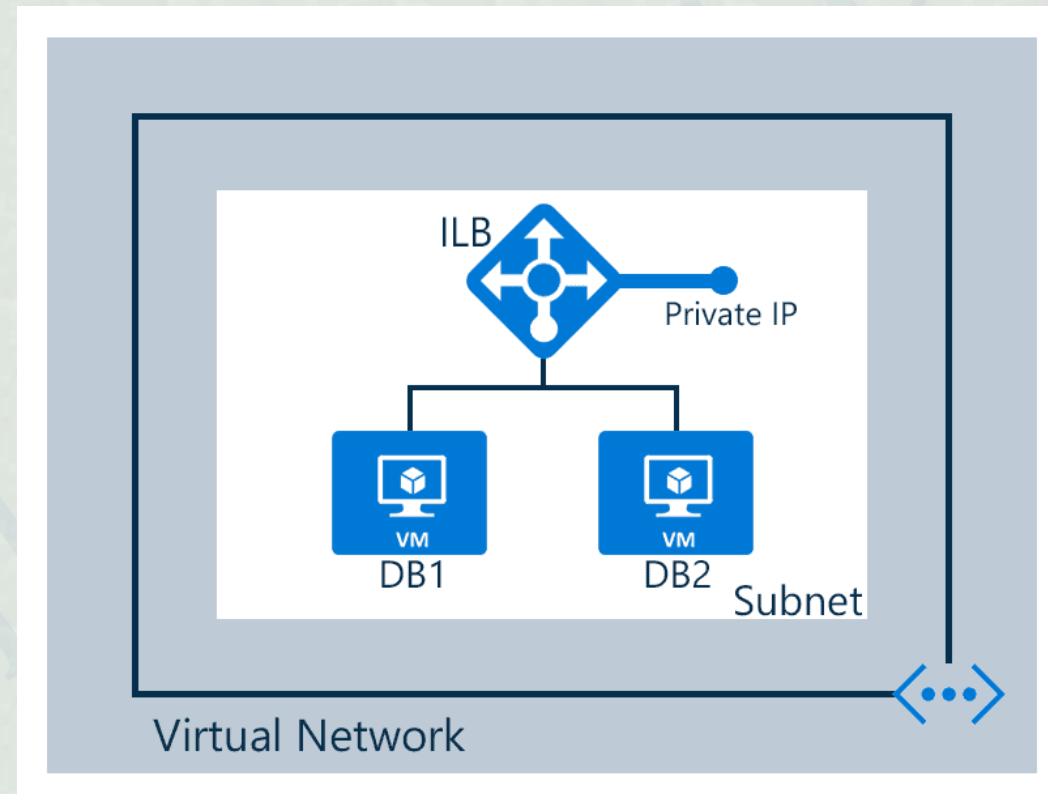 ILB
Private IP
VM
VM
DB1
DB2
Subnet
Virtual Network